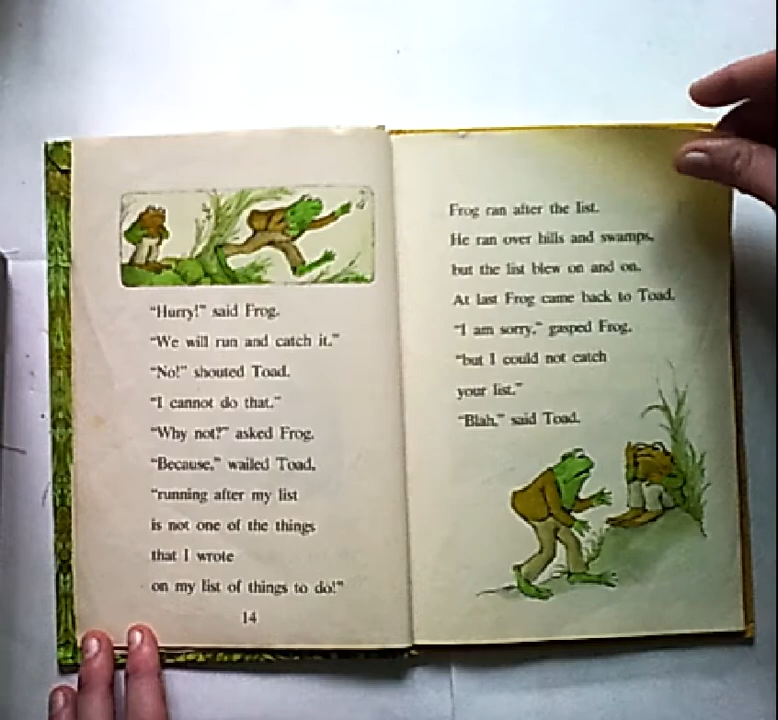 "Hurry!" said Frog.
"We will run and catch it."
"No!" shouted Toad.
"I cannot do that."
"Why not?" asked Frog.
"Because," wailed Toad,
"running after my list
is not one of the things
that I wrote
on my list of things to do!"
14
Frog ran after the list.
He ran over hills and swamps,
but the list blew on and on.
At last Frog came back to Toad.
"I am sorry," gasped Frog,
"but I could not catch
your list."
"Blah," said Toad.